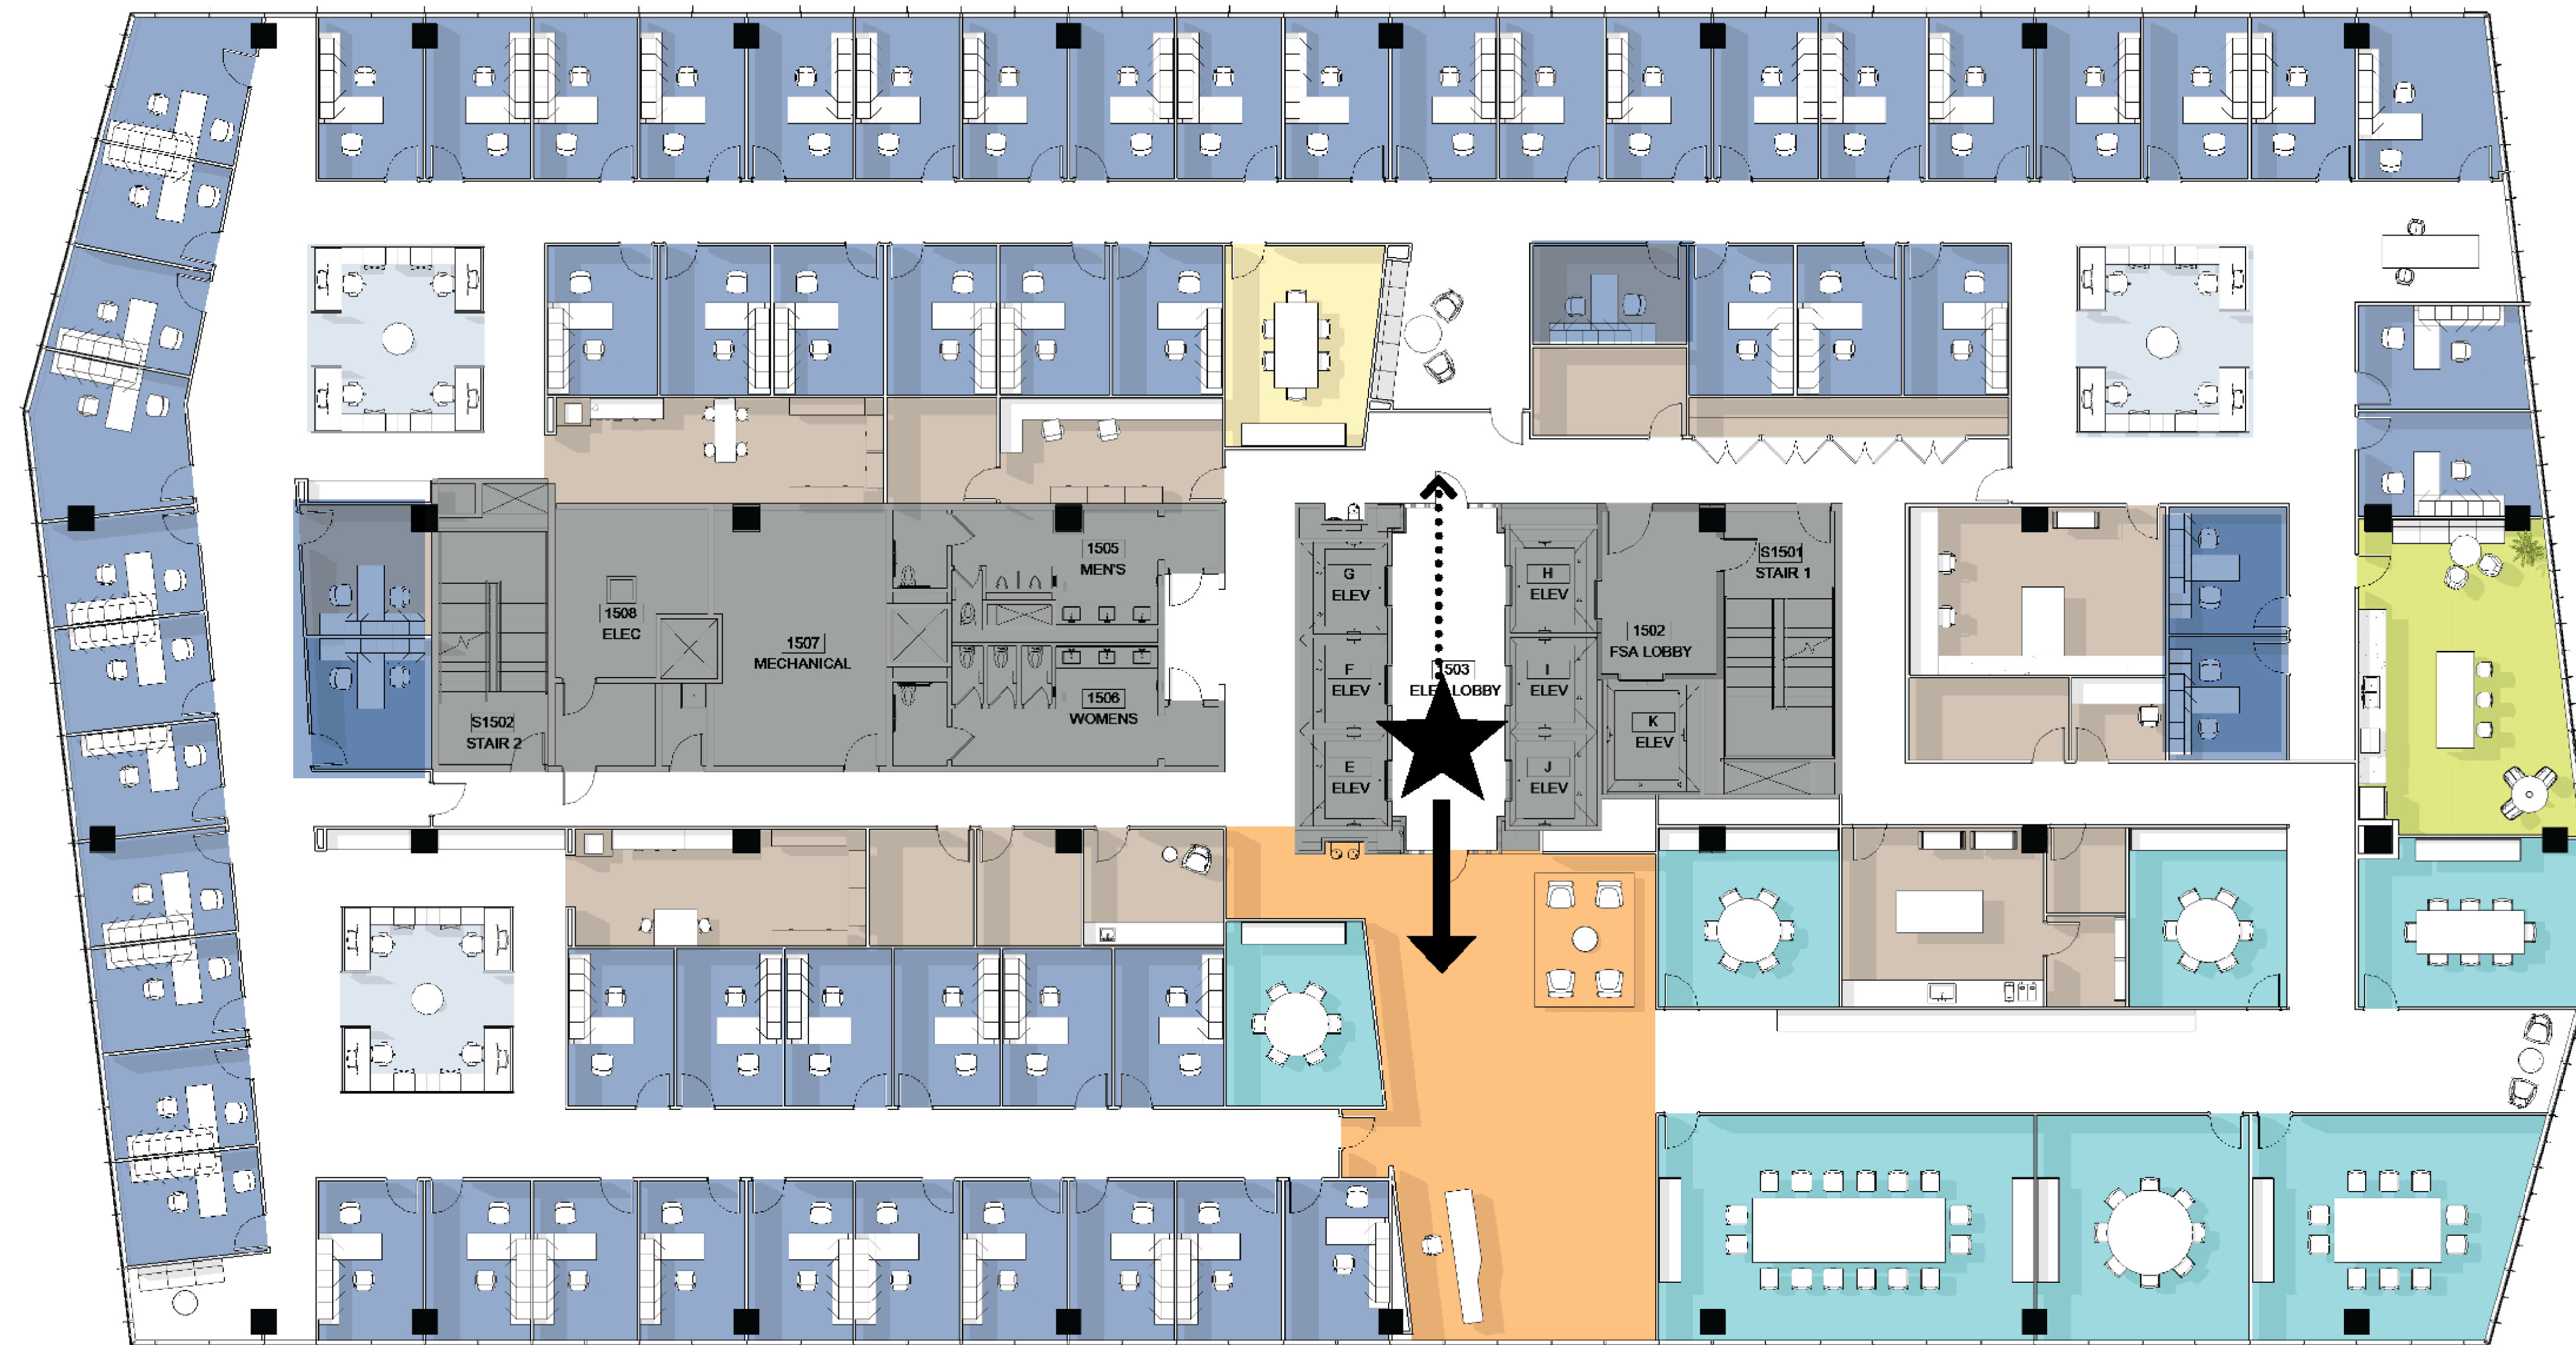 1505
MEN'S
G
ELEV
H
ELEV
S1501
STAIR 1
1508
ELEC
1507
MECHANICAL
1502
FSA LOBBY
F
ELEV
503
ELE LOBBY
I
ELEV
1506
WOMENS
S1502
STAIR 2
K
ELEV
E
ELEV
J
ELEV